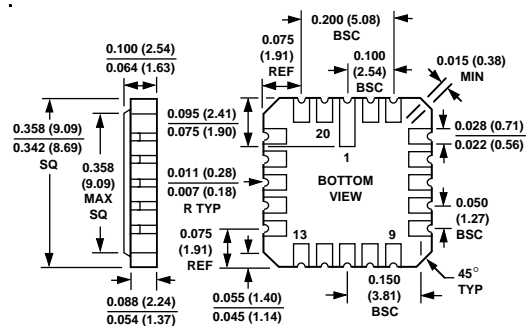 0.200 (5.08)
BSC
0.100 (2.54)
0.064 (1.63)
0.075
(1.91)
REF
0.100
(2.54)
BSC
0.015 (0.38)
MIN
0.095 (2.41)
0.075 (1.90)
0.358 (9.09)
0.342 (8.69)
SQ
0.358
(9.09)
MAX
SQ
20
1
0.028 (0.71)
0.022 (0.56)
0.011 (0.28)
0.007 (0.18)
R TYP
BOTTOM
VIEW
0.050
(1.27)
BSC
0.075
(1.91)
REF
13
9
0.088 (2.24)
0.054 (1.37)
0.055 (1.40)
0.045 (1.14)
0.150
(3.81)
BSC
45°
TYP